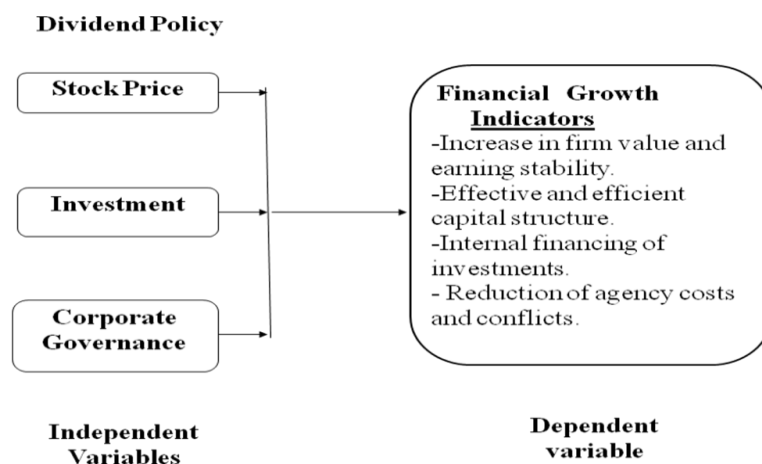 Dividend Policy
Stock Price
Investment
Corporate
Governance
Independent
Variables
Financial Growth
Indicators
-Increase in firm value and
earning stability.
-Effective and efficient
capital structure.
-Internal financing of
investments.
- Reduction of agency costs
and conflicts.
Dependent
variable